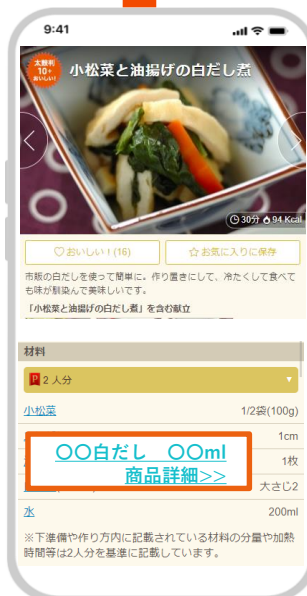 9:41
太鼓判
10+
おいしい!
小松菜と油揚げの白だし煮
30分 94 Kcal
♡おいしい!(16)
☆お気に入りに保存
市販の白だしを使って簡単に。作り置きにして、冷たくして食べて
も味が馴染んで美味しいです。
「小松菜と油揚げの白だし煮」を含む献立
材料
P 2 人分
小松菜 1/2袋(100g)
1cm
1枚
〇〇白だし 〇〇ml
商品詳細>>
大さじ2
水 200ml
※下準備や作り方内に記載されている材料の分量や加熱
時間等は2人分を基準に記載しています。